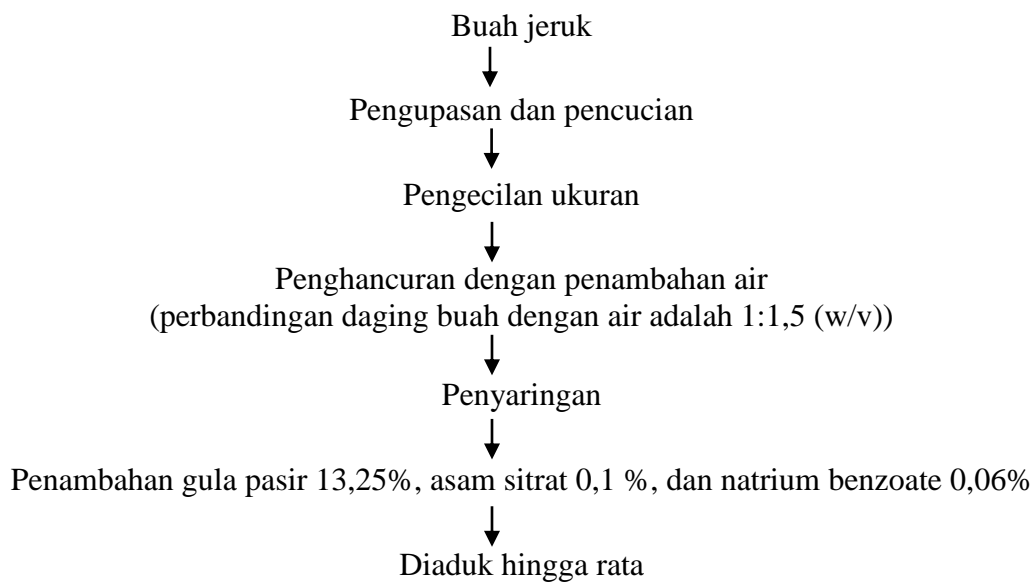 Buah jeruk
Pengupasan dan pencucian
Pengecilan ukuran
Penghancuran dengan penambahan air
(perbandingan daging buah dengan air adalah 1:1,5 (w/v))
Penyaringan
Penambahan gula pasir 13,25%, asam sitrat 0,1 %, dan natrium benzoate 0,06%
Diaduk hingga rata